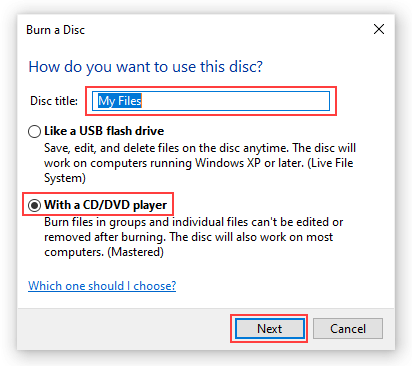 Burn a Disc
How do you want to use this disc?
Disc title: My Files
Like a USB flash drive
Save, edit, and delete files on the disc anytime. The disc will
work on computers running Windows XP or later. (Live File
System)
With a CD/DVD player
Burn files in groups and individual files can't be edited or
removed after burning. The disc will also work on most
computers. (Mastered)
Which one should I choose?
Next Cancel